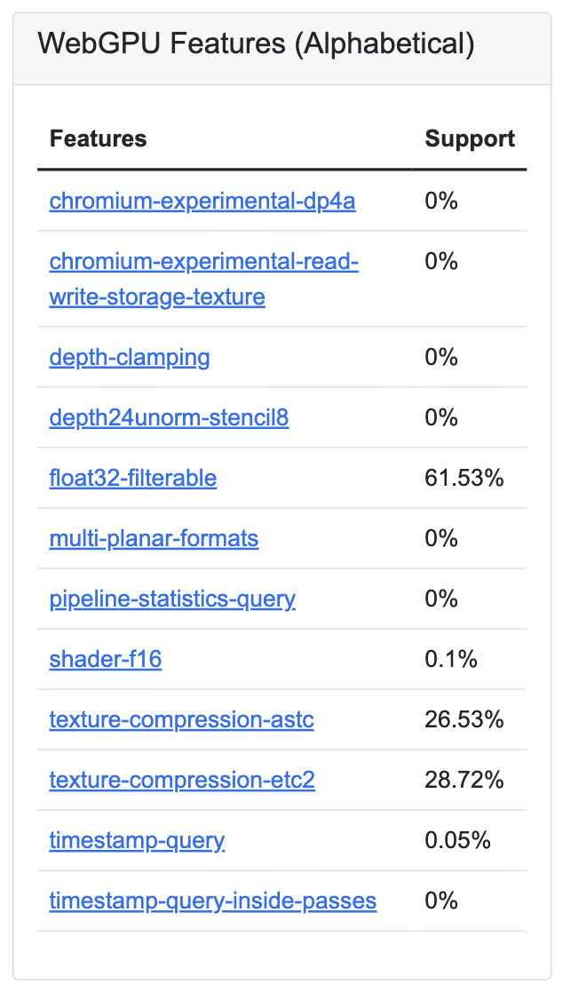 WebGPU Features (Alphabetical)
Features Support
chromium-experimental-dp4a 0%
chromium-experimental-read- 0%
write-storage-texture
depth-clamping 0%
depth24unorm-stencil8 0%
float32-filterable 61.53%
multi-planar-formats 0%
pipeline-statistics-query 0%
shader-f16 0.1%
texture-compression-astc 26.53%
texture-compression-etc2 28.72%
timestamp-query 0.05%
timestamp-query-inside-passes 0%